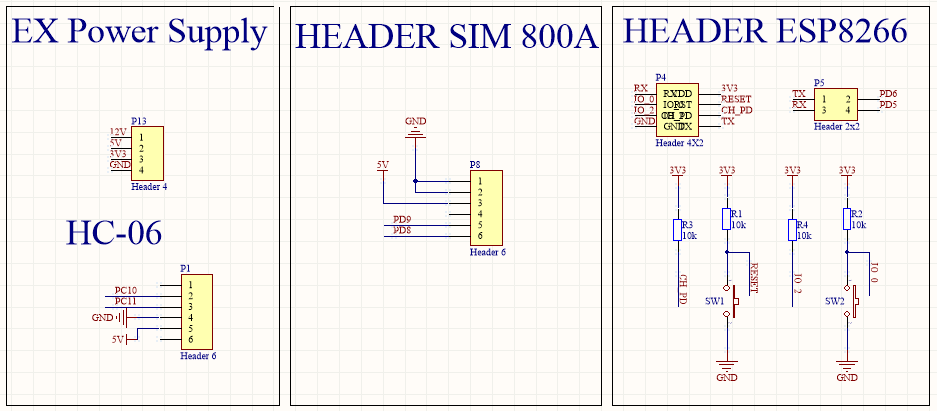 EX Power Supply
P13
12V 1
5V 2
3V3 3
GND 4
Header 4
HC-06
P1
1
PC10 2
PC11 3
GND 4
5
5V 6
Header 6
HEADER SIM 800A
GND
5V
P8
1
2
3
4
PD9 5
PD8 6
Header 6
HEADER ESP8266
P4
RX 3V3
IO_0 RESET
IO_2 CH_PD
GND TX
Header 4X2
P5
TX 1 2 PD6
RX 3 4 PD5
Header 2x2
3V3 3V3 3V3 3V3
R3 10k
R1 10k
R4 10k
R2 10k
CH_PD
RESET
IO_2
IO_0
SW1
SW2
GND
GND